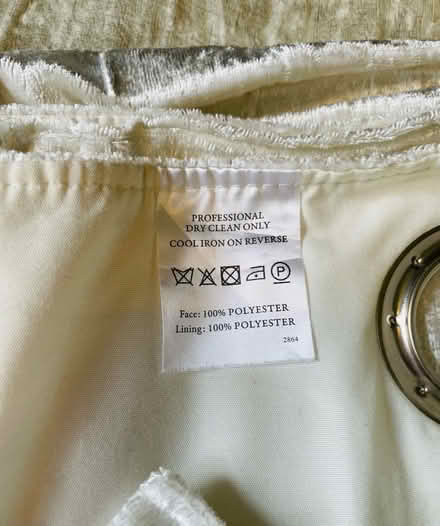 PROFESSIONAL
DRY CLEAN ONLY
COOL IRON ON REVERSE
P
Face: 100% POLYESTER
Lining: 100% POLYESTER
2864